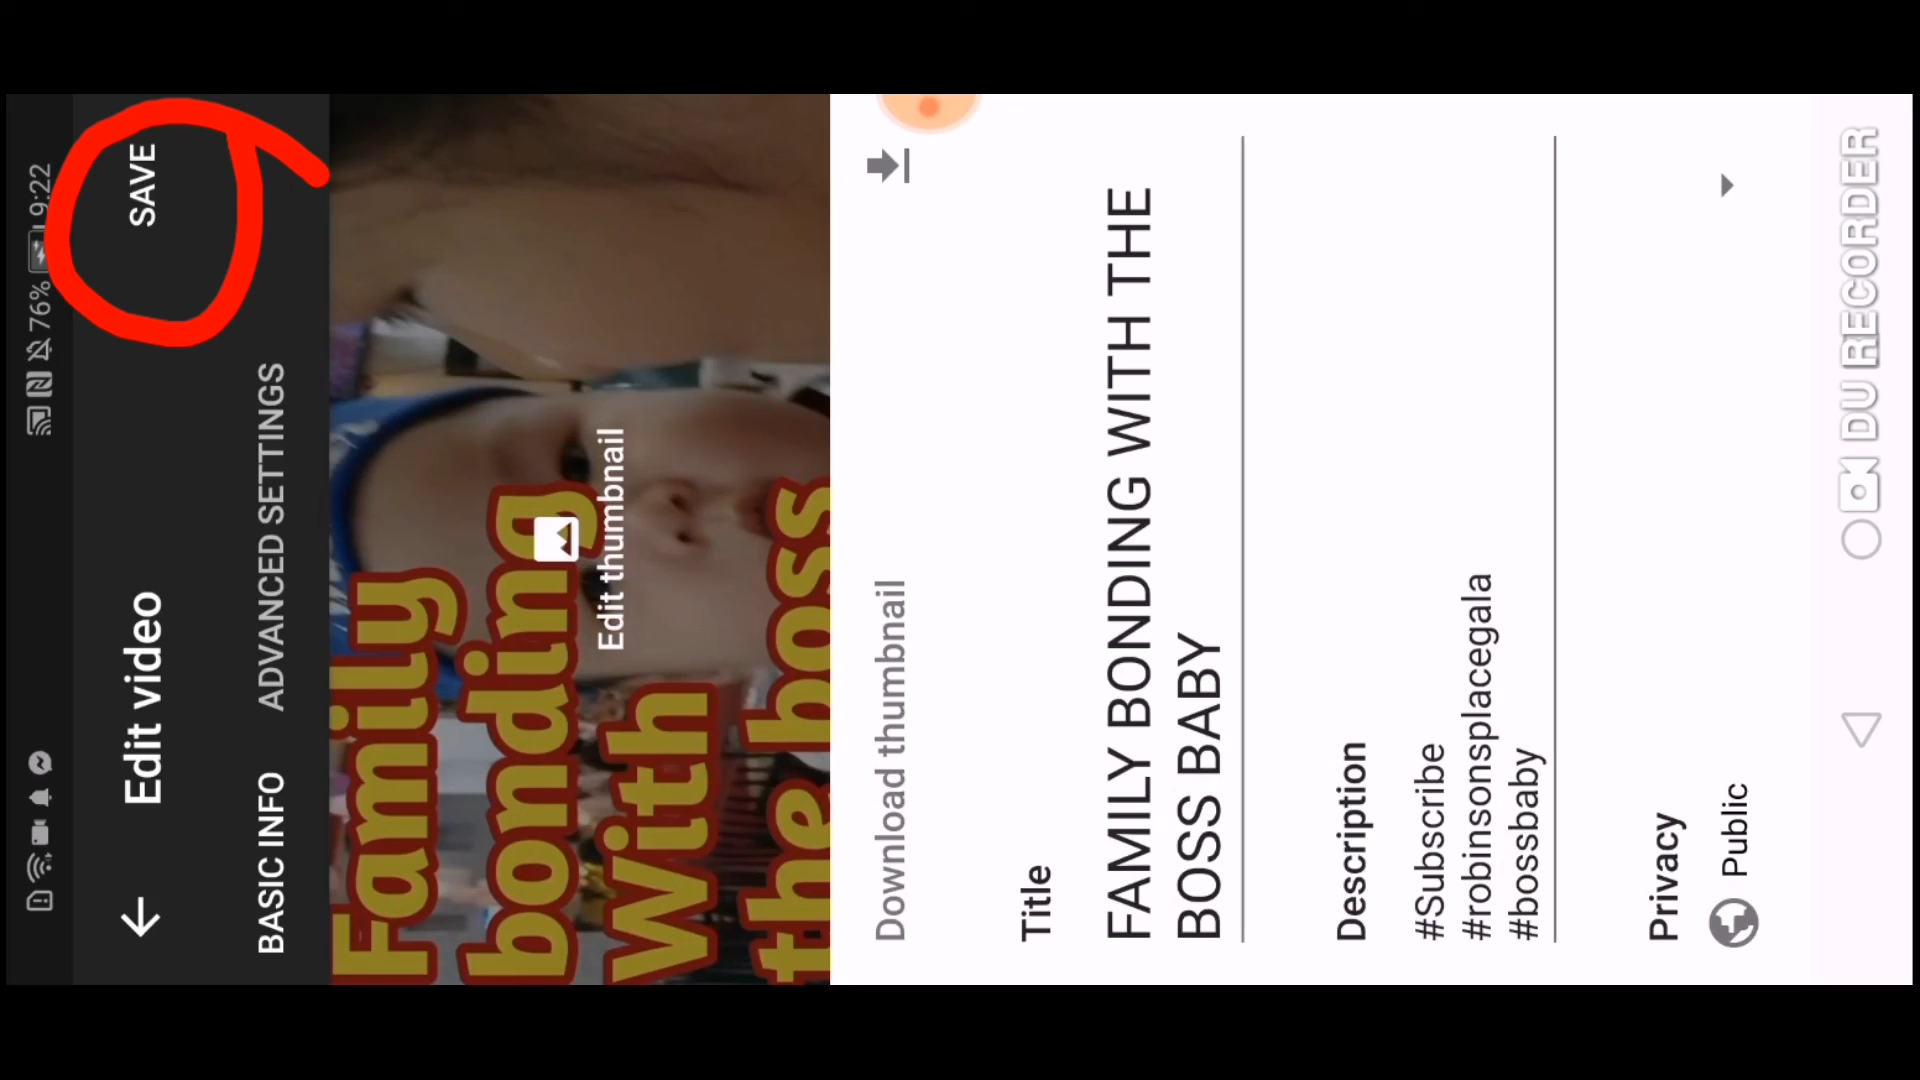 76% 9:22
Edit video
SAVE
BASIC INFO
ADVANCED SETTINGS
Family
bonding
With
the boss
Edit thumbnail
Download thumbnail
Title
FAMILY BONDING WITH THE
BOSS BABY
Description
#Subscribe
#robinsonsplacegala
#bossbaby
Privacy
Public
DU RECORDER